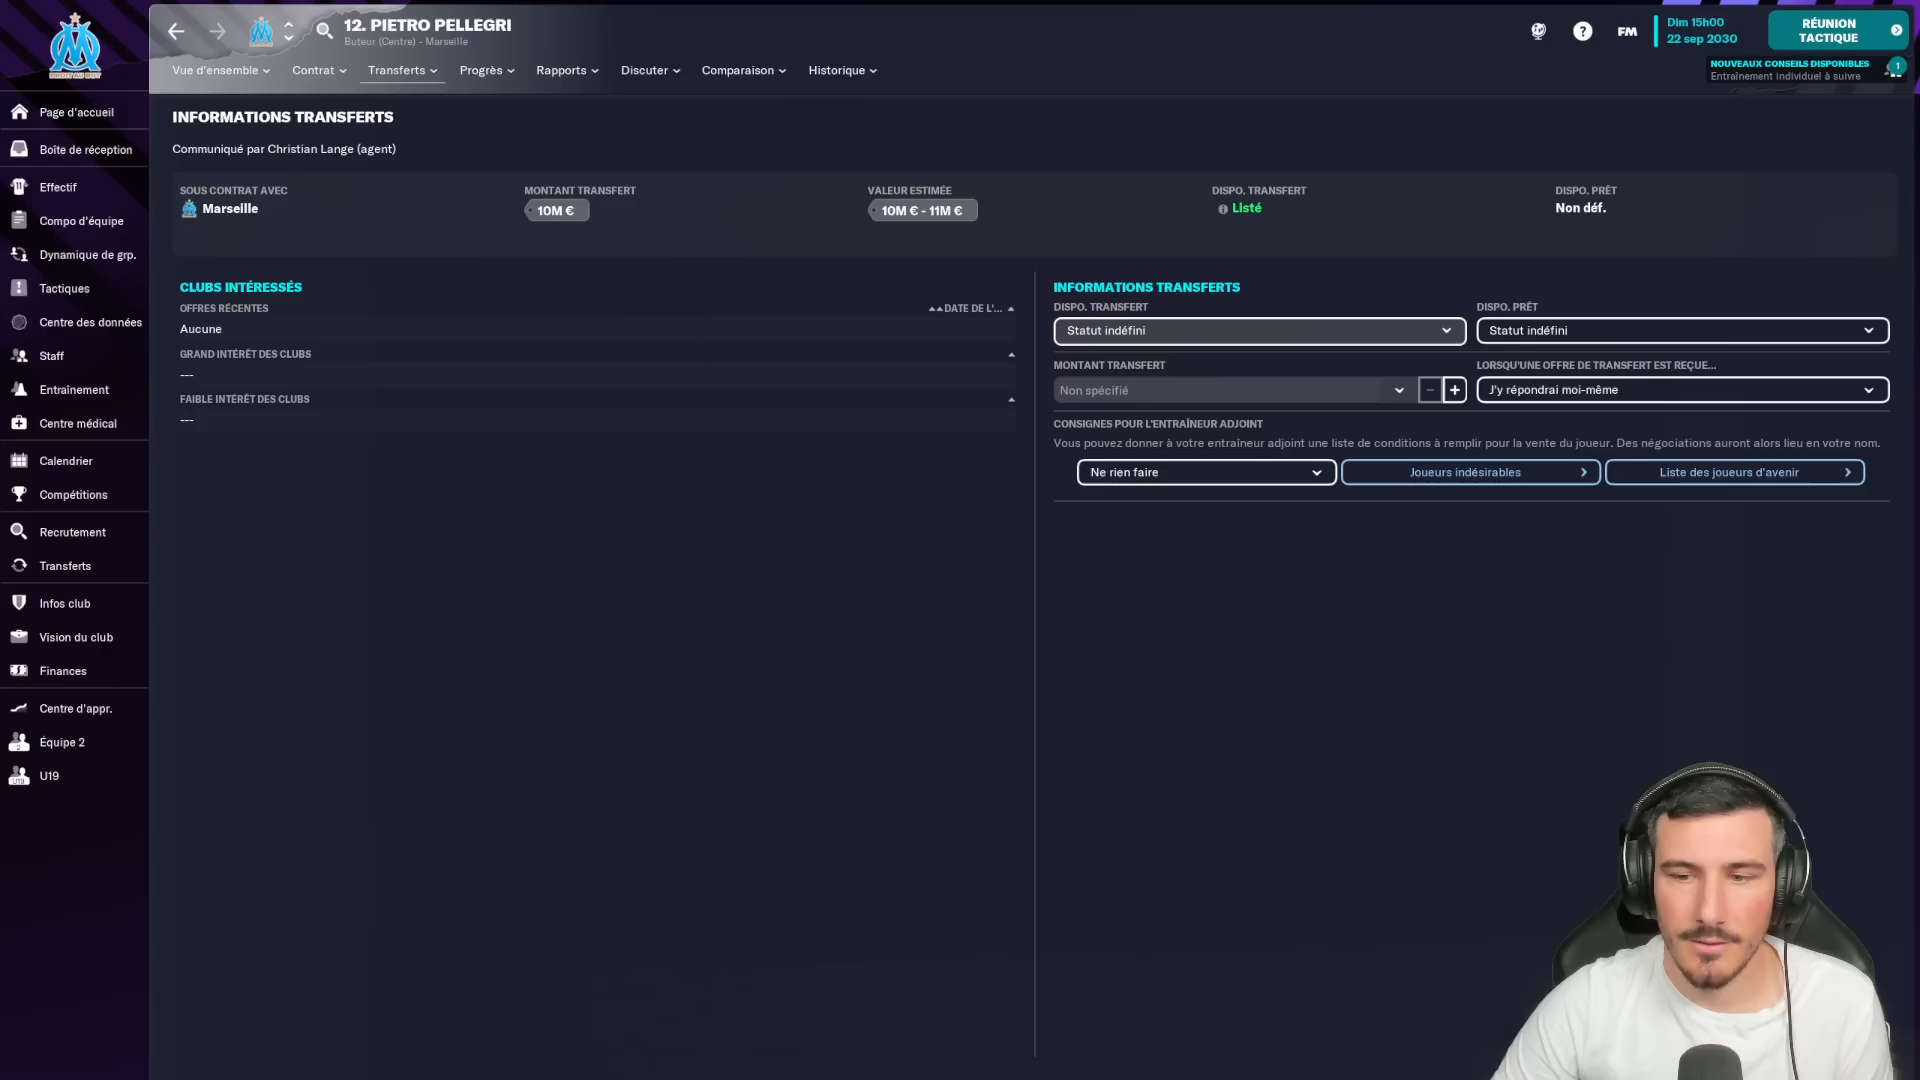 12. PIETRO PELLEGRI
Buteur (Centre) - Marseille
FM
Dim 15h00
22 sep 2030
RÉUNION
TACTIQUE
NOUVEAUX CONSEILS DISPONIBLES
Entraînement individuel à suivre
1
Vue d'ensemble
Contrat
Transferts
Progrès
Rapports
Discuter
Comparaison
Historique
DROIT AU BUT
Page d'accueil
Boîte de réception
Effectif
Compo d'équipe
Dynamique de grp.
Tactiques
Centre des données
Staff
Entraînement
Centre médical
Calendrier
Compétitions
Recrutement
Transferts
Infos club
Vision du club
Finances
Centre d'appr.
Équipe 2
U19
INFORMATIONS TRANSFERTS
Communiqué par Christian Lange (agent)
SOUS CONTRAT AVEC
Marseille
MONTANT TRANSFERT
10M €
VALEUR ESTIMÉE
10M € - 11M €
DISPO. TRANSFERT
Listé
DISPO. PRÊT
Non déf.
CLUBS INTÉRESSÉS
OFFRES RÉCENTES
DATE DE L'...
Aucune
GRAND INTÉRÊT DES CLUBS
---
FAIBLE INTÉRÊT DES CLUBS
---
INFORMATIONS TRANSFERTS
DISPO. TRANSFERT
Statut indéfini
DISPO. PRÊT
Statut indéfini
MONTANT TRANSFERT
Non spécifié
LORSQU'UNE OFFRE DE TRANSFERT EST REÇUE...
J'y répondrai moi-même
CONSIGNES POUR L'ENTRAÎNEUR ADJOINT
Vous pouvez donner à votre entraîneur adjoint une liste de conditions à remplir pour la vente du joueur. Des négociations auront alors lieu en votre nom.
Ne rien faire
Joueurs indésirables
Liste des joueurs d'avenir